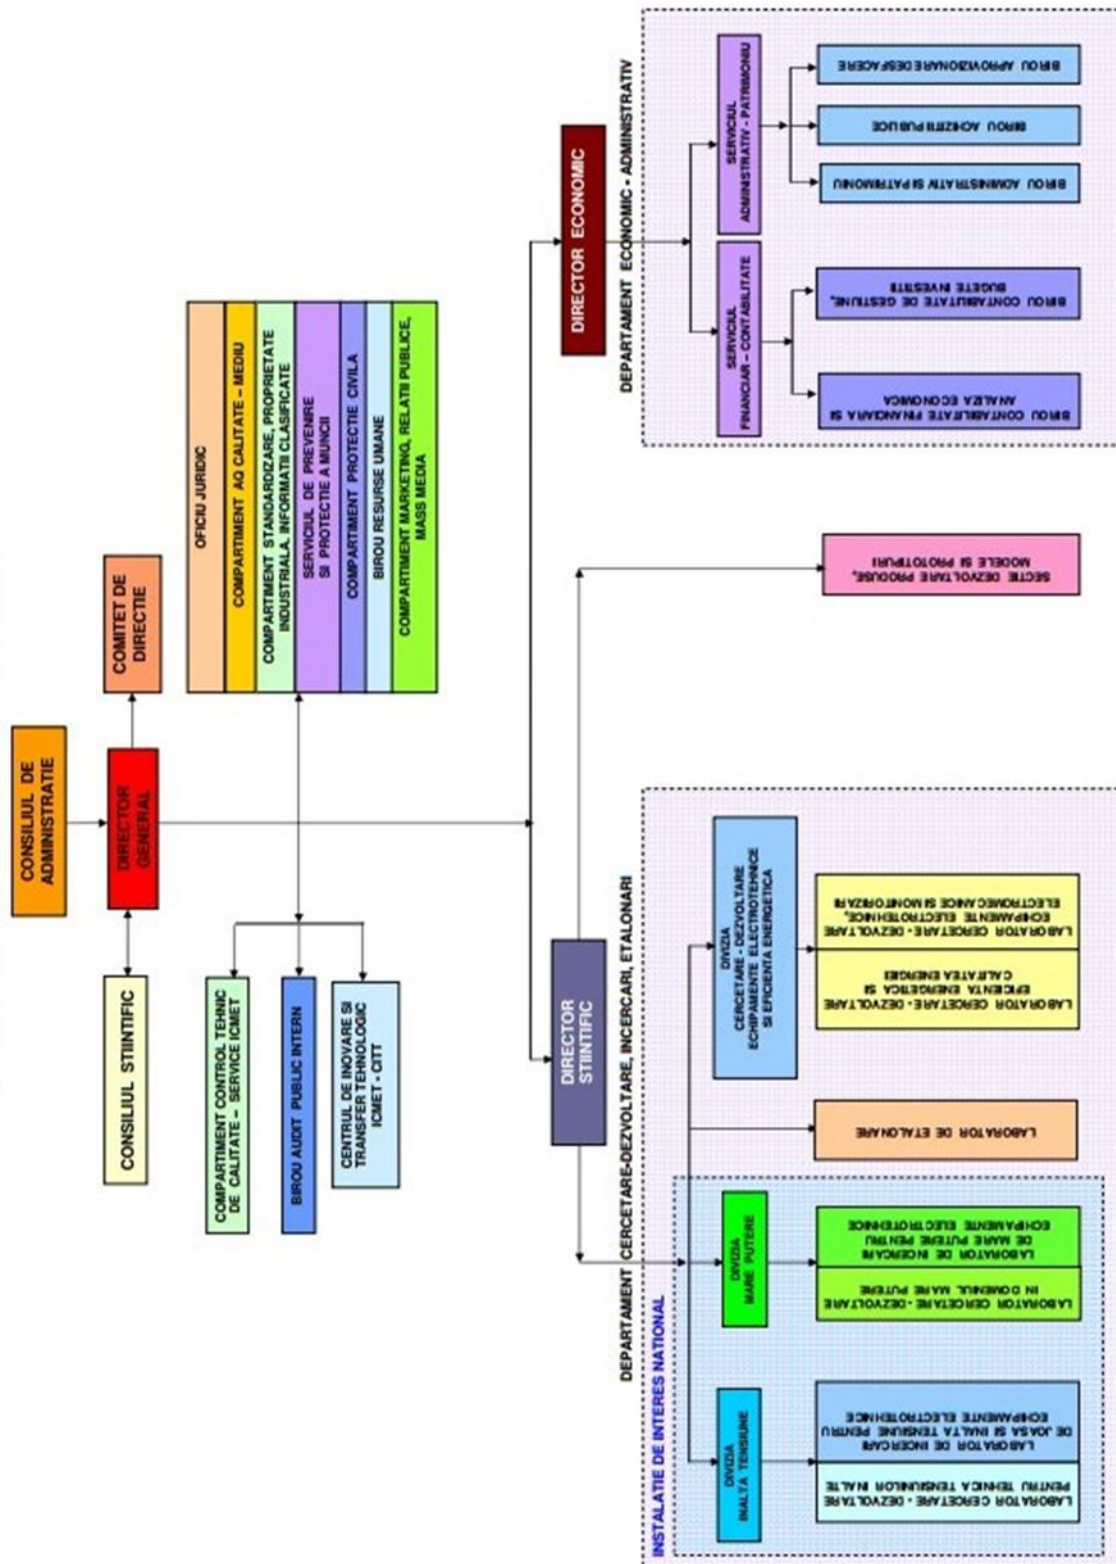 CONSILIUL DE
ADMINISTRATIE
CONSILIUL STIINTIFIC
DIRECTOR
GENERAL
COMITET DE
DIRECTIE
COMPARTIMENT CONTROL TEHNIC
DE CALITATE – SERVICE ICMET
BIROU AUDIT PUBLIC INTERN
CENTRUL DE INOVARE SI
TRANSFER TEHNOLOGIC
ICMET - CITT
OFICIU JURIDIC
COMPARTIMENT AQ CALITATE – MEDIU
COMPARTIMENT STANDARDIZARE, PROPRIETATE
INDUSTRIALA, INFORMATII CLASIFICATE
SERVICIUL DE PREVENIRE
SI PROTECTIE A MUNCII
COMPARTIMENT PROTECTIE CIVILA
BIROU RESURSE UMANE
COMPARTIMENT MARKETING, RELATII PUBLICE,
MASS MEDIA
DIRECTOR
STIINTIFIC
DIRECTOR ECONOMIC
DEPARTAMENT CERCETARE-DEZVOLTARE, INCERCARI, ETALONARI
DEPARTAMENT ECONOMIC - ADMINISTRATIV
INSTALATIE DE INTERES NATIONAL
DIVIZIA
INALTA TENSIUNE
DIVIZIA
MARE PUTERE
DIVIZIA
CERCETARE - DEZVOLTARE
ECHIPAMENTE ELECTROTEHNICE
SI EFICIENTA ENERGETICA
SERVICIUL
FINANCIAR – CONTABILITATE
SERVICIUL
ADMINISTRATIV - PATRIMONIU
LABORATOR CERCETARE - DEZVOLTARE
PENTRU TEHNICA TENSIUNILOR INALTE
LABORATOR DE INCERCARI
DE JOASA SI INALTA TENSIUNE PENTRU
ECHIPAMENTE ELECTROTEHNICE
LABORATOR CERCETARE - DEZVOLTARE
IN DOMENIUL MARE PUTERE
LABORATOR DE INCERCARI
DE MARE PUTERE PENTRU
ECHIPAMENTE ELECTROTEHNICE
LABORATOR DE ETALONARE
LABORATOR CERCETARE - DEZVOLTARE
EFICIENTA ENERGETICA SI
CALITATEA ENERGIEI
LABORATOR CERCETARE - DEZVOLTARE
ECHIPAMENTE ELECTROTEHNICE,
ELECTROMECANICE SI MONITORIZARI
SECTIE DEZVOLTARE PRODUSE,
MODELE SI PROTOTIPURI
BIROU CONTABILITATE FINANCIARA SI
ANALIZA ECONOMICA
BIROU CONTABILITATE DE GESTIUNE,
BUGETE INVESTITII
BIROU ADMINISTRATIV SI PATRIMONIU
BIROU ACHIZITII PUBLICE
BIROU APROVIZIONARE DESFACERE